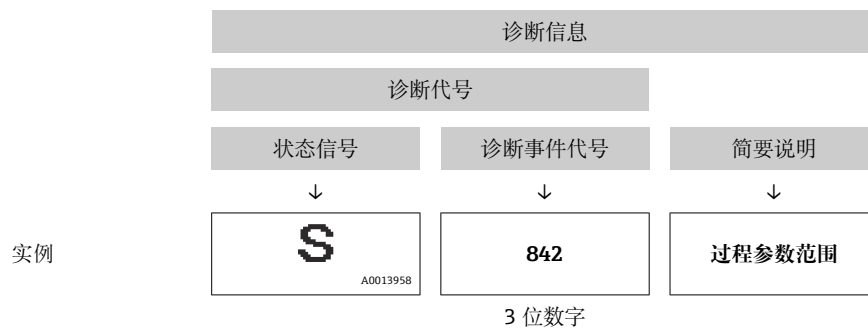 诊断信息
诊断代号
状态信号 诊断事件代号 简要说明
↓ ↓ ↓
实例 S 842 过程参数范围
A0013958
3 位数字